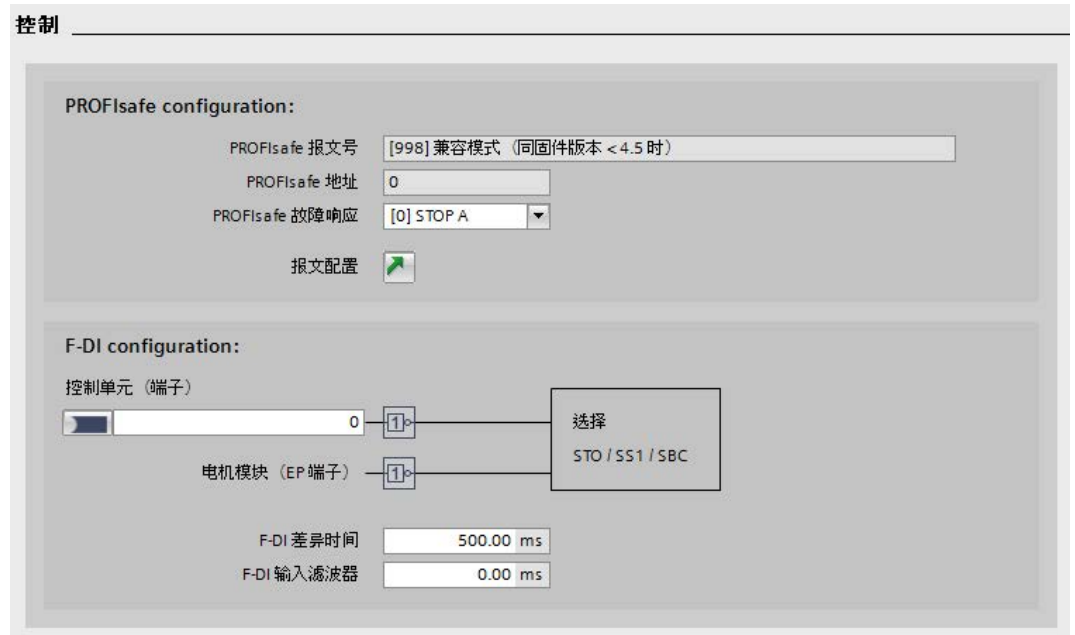 控制
PROFIsafe configuration:
PROFIsafe 报文号 [998] 兼容模式（同固件版本 < 4.5 时）
PROFIsafe 地址 0
PROFIsafe 故障响应 [0] STOP A
报文配置
F-DI configuration:
控制单元（端子）
0 1 选择
STO / SS1 / SBC
电机模块（EP 端子） 1
F-DI 差异时间 500.00 ms
F-DI 输入滤波器 0.00 ms